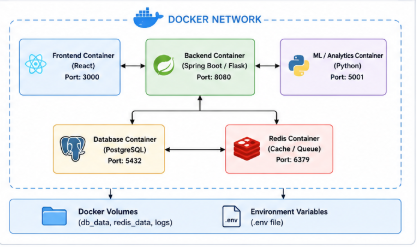 DOCKER NETWORK
Frontend Container
(React)
Port: 3000
Backend Container
(Spring Boot / Flask)
Port: 8080
ML / Analytics Container
(Python)
Port: 5001
Database Container
(PostgreSQL)
Port: 5432
Redis Container
(Cache / Queue)
Port: 6379
Docker Volumes
(db_data, redis_data, logs)
.env
Environment Variables
(.env file)